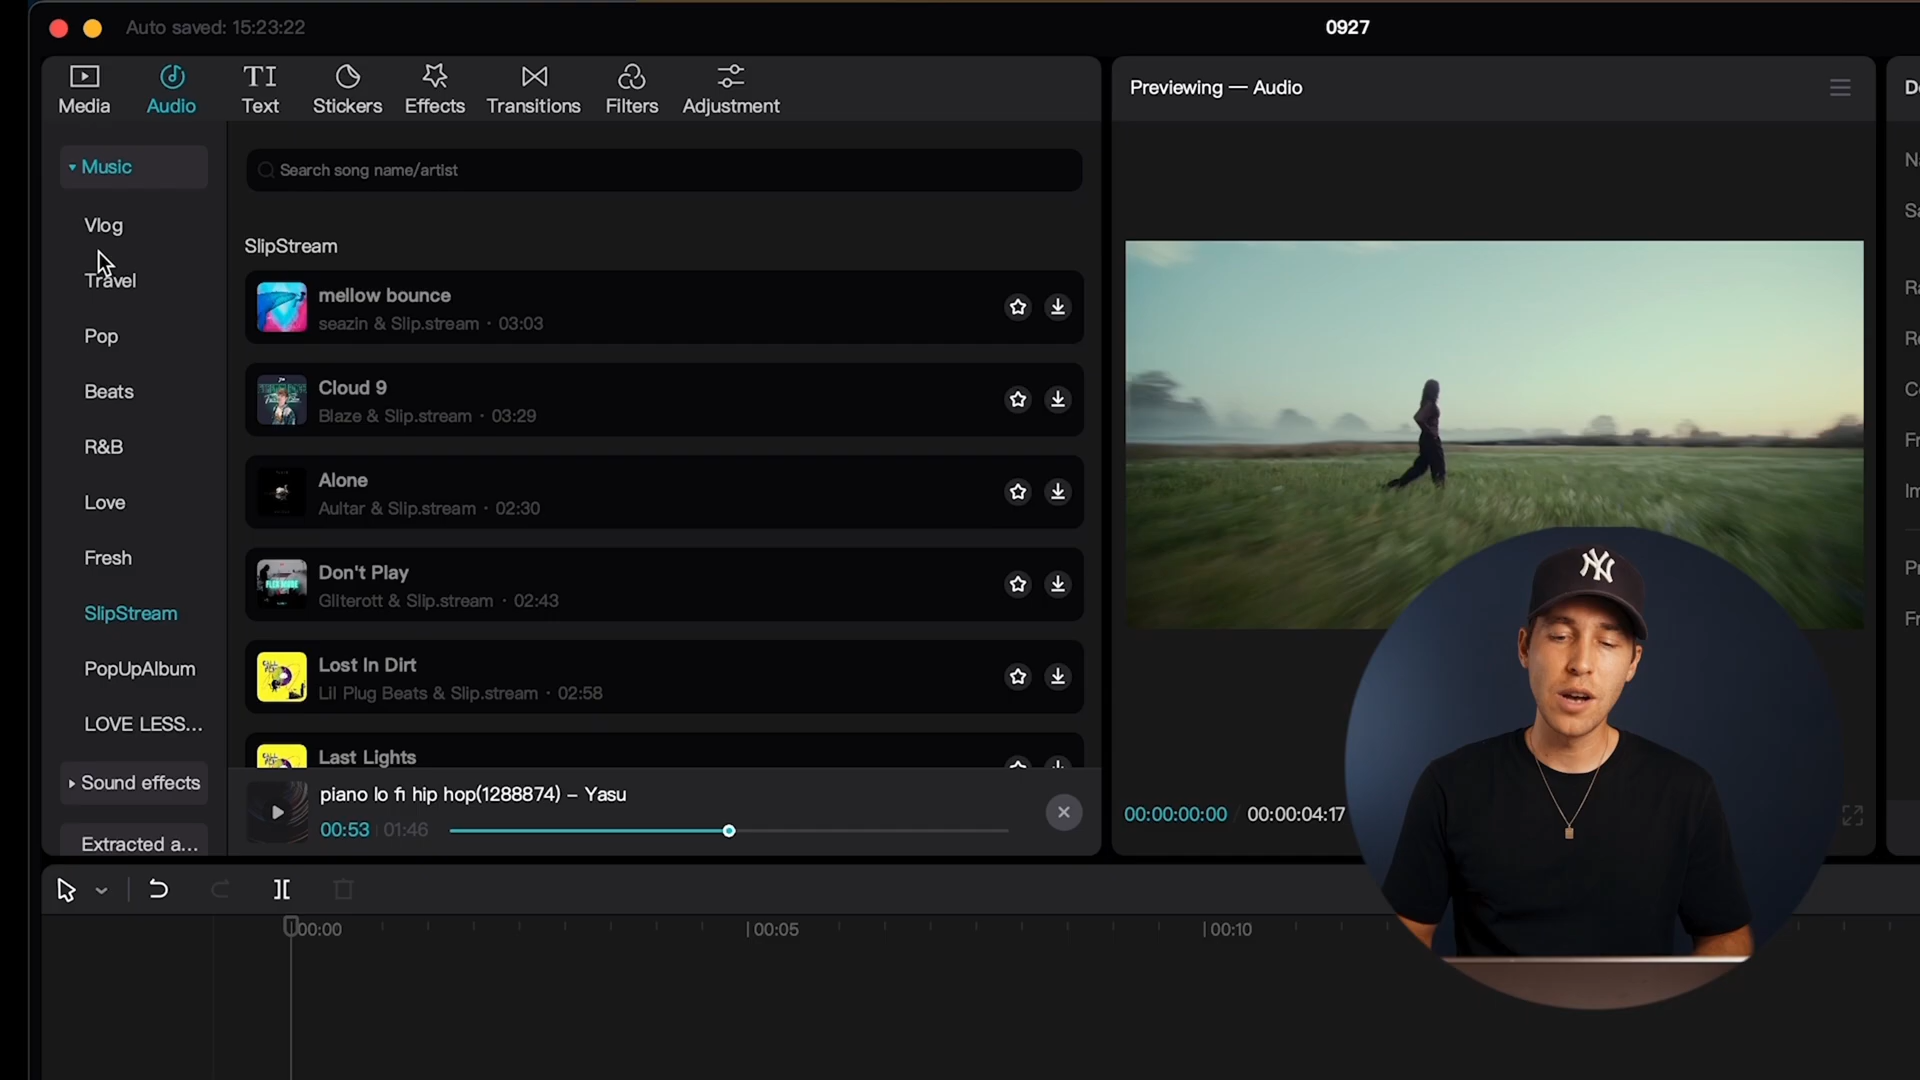 Auto saved: 15:23:22
0927
Media
Audio
TI
Text
Stickers
Effects
Transitions
Filters
Adjustment
Music
Vlog
Travel
Pop
Beats
R&B
Love
Fresh
SlipStream
PopUpAlbum
LOVE LESS...
Sound effects
Extracted a...
Search song name/artist
SlipStream
mellow bounce
seazin & Slip.stream · 03:03
Cloud 9
Blaze & Slip.stream · 03:29
Alone
Aultar & Slip.stream · 02:30
Don't Play
Gliterott & Slip.stream · 02:43
Lost In Dirt
Lil Plug Beats & Slip.stream · 02:58
Last Lights
piano lo fi hip hop(1288874) – Yasu
00:53 01:46
Previewing — Audio
00:00:00:00 / 00:00:04:17
NY
00:00
00:05
00:10